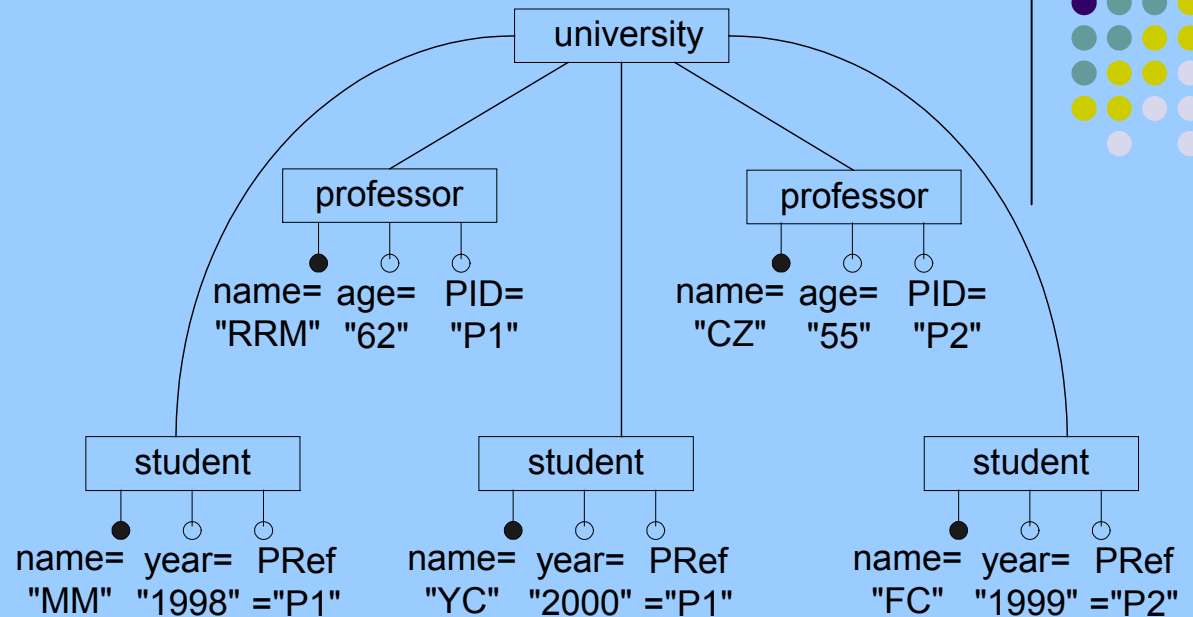 university
professor
name= age= PID=
"RRM" "62" "P1"
professor
name= age= PID=
"CZ" "55" "P2"
student
name= year= PRef
"MM" "1998" ="P1"
student
name= year= PRef
"YC" "2000" ="P1"
student
name= year= PRef
"FC" "1999" ="P2"